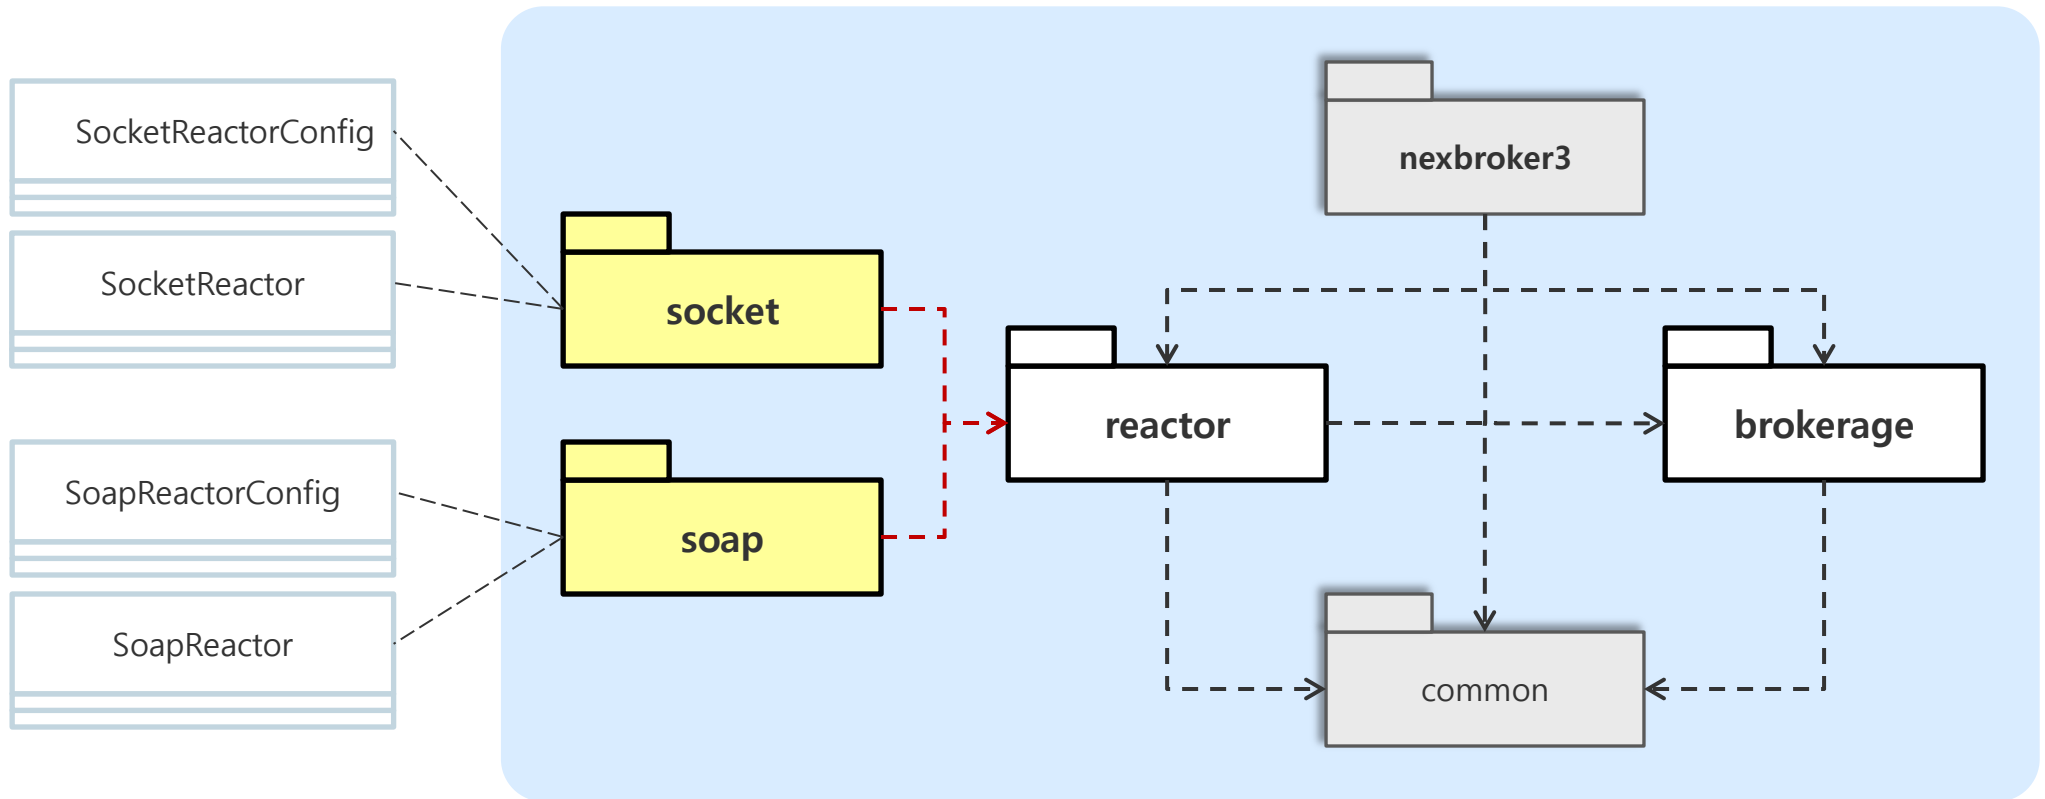 SocketReactorConfig
SocketReactor
SoapReactorConfig
SoapReactor
socket
soap
nexbroker3
reactor
brokerage
common